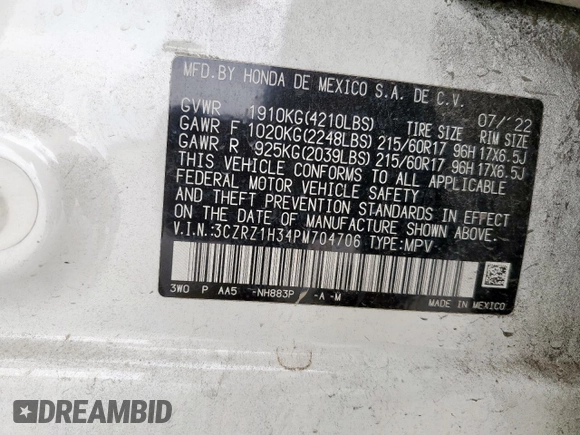 MFD.BY HONDA DE MEXICO S.A. DE C.V.
07/'22
GVWR 1910KG(4210LBS) TIRE SIZE RIM SIZE
GAWR F 1020KG(2248LBS) 215/60R17 96H 17X6.5J
GAWR R 925KG(2039LBS) 215/60R17 96H 17X6.5J
THIS VEHICLE CONFORMS TO ALL APPLICABLE
FEDERAL MOTOR VEHICLE SAFETY
AND THEFT PREVENTION STANDARDS IN EFFECT
ON THE DATE OF MANUFACTURE SHOWN ABOVE.
V.I.N.:3CZRZ1H34PM704706 TYPE:MPV
3W0 P AA5 -NH883P -A -M
MADE IN MEXICO
DREAMBID